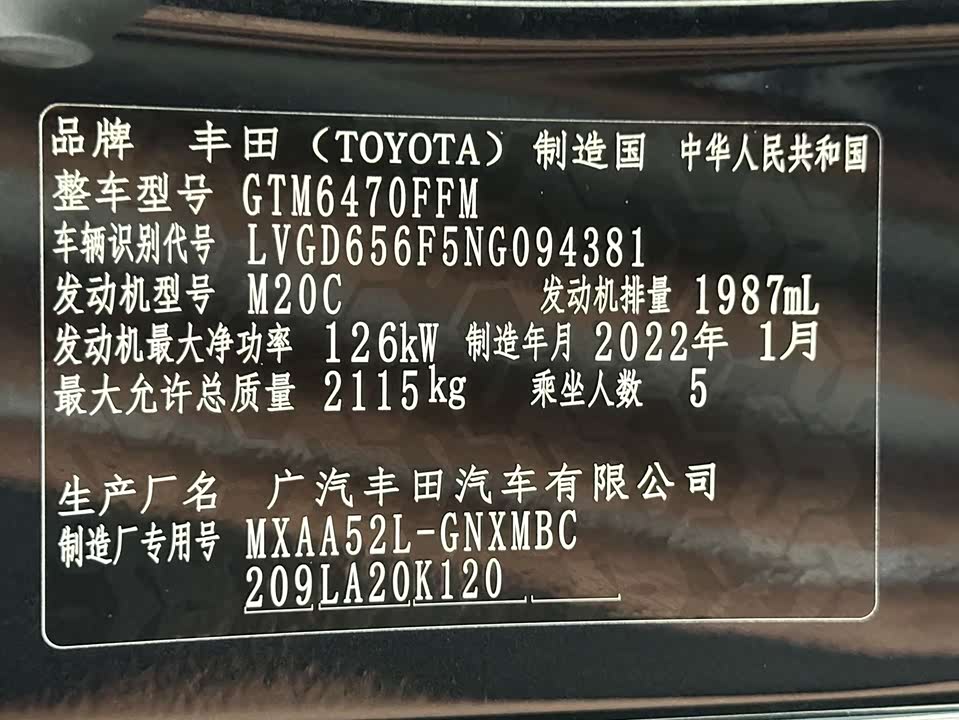 品牌 丰田（TOYOTA） 制造国 中华人民共和国
整车型号 GTM6470FFM
车辆识别代号 LVGD656F5NG094381
发动机型号 M20C 发动机排量 1987mL
发动机最大净功率 126kW 制造年月 2022年 1月
最大允许总质量 2115kg 乘坐人数 5
生产厂名 广汽丰田汽车有限公司
制造厂专用号 MXAA52L-GNXMBC
209LA20K120